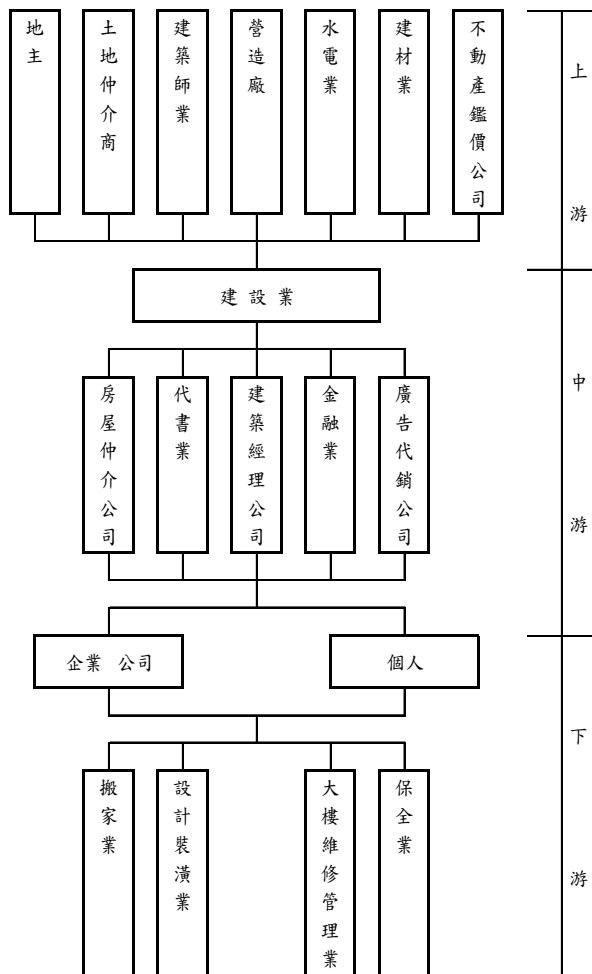 地主
土地仲介商
建築師業
營造廠
水電業
建材業
不動產鑑價公司
上游
建設業
房屋仲介公司
代書業
建築經理公司
金融業
廣告代銷公司
中游
企業 公司
個人
搬家業
設計裝潢業
大樓維修管理業
保全業
下游